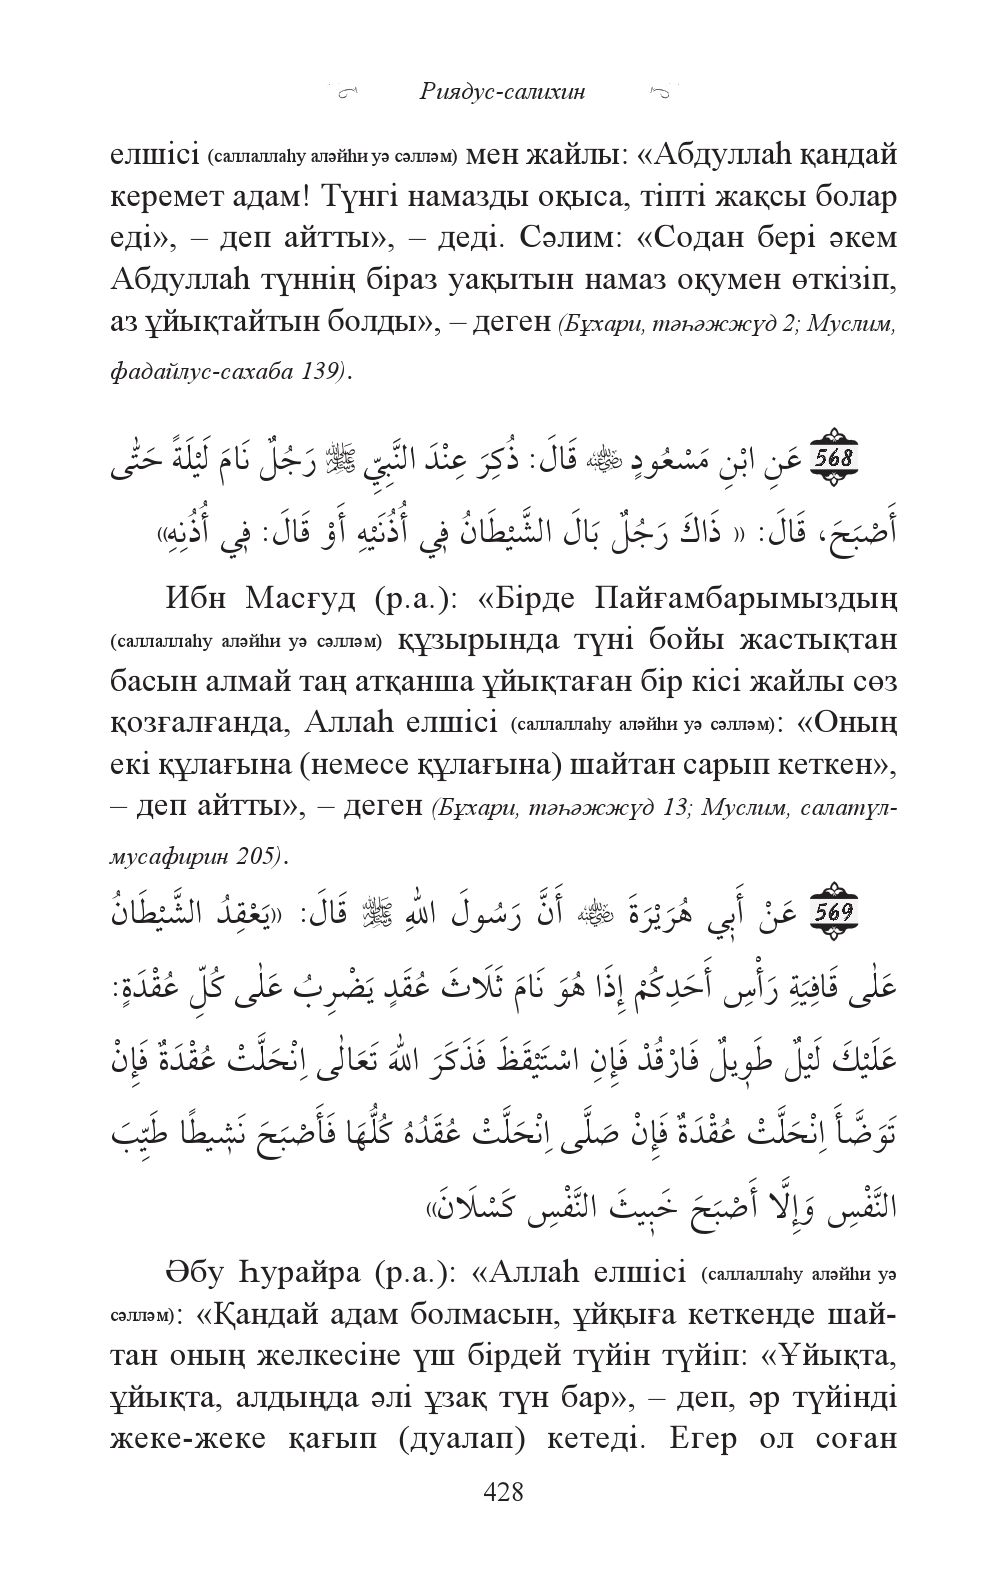 Риядус-салихин
елшісі (саллаллаһу аләйһи уә сәлләм) мен жайлы: «Абдуллаһ қандай
керемет адам! Түнгі намазды оқыса, тіпті жақсы болар
еді», – деп айтты», – деді. Сәлим: «Содан бері әкем
Абдуллаһ түннің біраз уақытын намаз оқумен өткізіп,
аз ұйықтайтын болды», – деген (Бұхари, тәһәжжүд 2; Муслим,
фадайлус-сахаба 139).
568 عَنِ ابْنِ مَسْعُودٍ ﷺ قَالَ: ذُكِرَ عِنْدَ النَّبِيِّ ﷺ رَجُلٌ نَامَ لَيْلَةً حَتَّى
أَصْبَحَ، قَالَ: « ذَاكَ رَجُلٌ بَالَ الشَّيْطَانُ فِي أُذُنَيْهِ أَوْ قَالَ: فِي أُذُنِهِ»
Ибн Масғуд (р.а.): «Бірде Пайғамбарымыздың
(саллаллаһу аләйһи уә сәлләм) құзырында түні бойы жастықтан
басын алмай таң атқанша ұйықтаған бір кісі жайлы сөз
қозғалғанда, Аллаһ елшісі (саллаллаһу аләйһи уә сәлләм): «Оның
екі құлағына (немесе құлағына) шайтан сарып кеткен»,
– деп айтты», – деген (Бұхари, тәһәжжүд 13; Муслим, салатүл-
мусафирин 205).
569 عَنْ أَبِي هُرَيْرَةَ ﷺ أَنَّ رَسُولَ اللهِ ﷺ قَالَ: «يَعْقِدُ الشَّيْطَانُ
عَلٰى قَافِيَةِ رَأْسِ أَحَدِكُمْ إِذَا هُوَ نَامَ ثَلَاثَ عُقَدٍ يَضْرِبُ عَلٰى كُلِّ عُقْدَةٍ:
عَلَيْكَ لَيْلٌ طَوِيلٌ فَارْقُدْ فَإِنِ اسْتَيْقَظَ فَذَكَرَ اللهَ تَعَالٰى اِنْحَلَّتْ عُقْدَةٌ فَإِنْ
تَوَضَّأَ اِنْحَلَّتْ عُقْدَةٌ فَإِنْ صَلَّى اِنْحَلَّتْ عُقَدُهُ كُلُّهَا فَأَصْبَحَ نَشِيطًا طَيِّبَ
النَّفْسِ وَإِلَّا أَصْبَحَ خَبِيثَ النَّفْسِ كَسْلَانَ»
Әбу Һурайра (р.а.): «Аллаһ елшісі (саллаллаһу аләйһи уә
сәлләм): «Қандай адам болмасын, ұйқыға кеткенде шай-
тан оның желкесіне үш бірдей түйін түйіп: «Ұйықта,
ұйықта, алдыңда әлі ұзақ түн бар», – деп, әр түйінді
жеке-жеке қағып (дуалап) кетеді. Егер ол соған
428